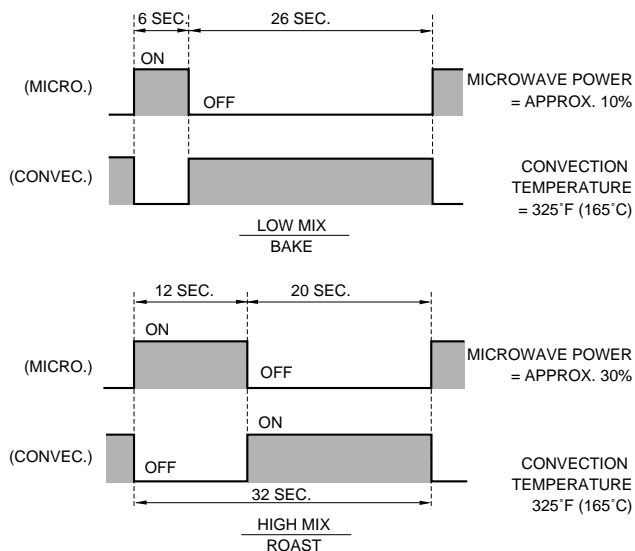 6 SEC.
26 SEC.
ON
(MICRO.)
OFF
MICROWAVE POWER
= APPROX. 10%
(CONVEC.)
CONVECTION
TEMPERATURE
= 325˚F (165˚C)
LOW MIX
BAKE
12 SEC.
20 SEC.
ON
(MICRO.)
OFF
MICROWAVE POWER
= APPROX. 30%
ON
(CONVEC.)
OFF
CONVECTION
TEMPERATURE
325˚F (165˚C)
32 SEC.
HIGH MIX
ROAST